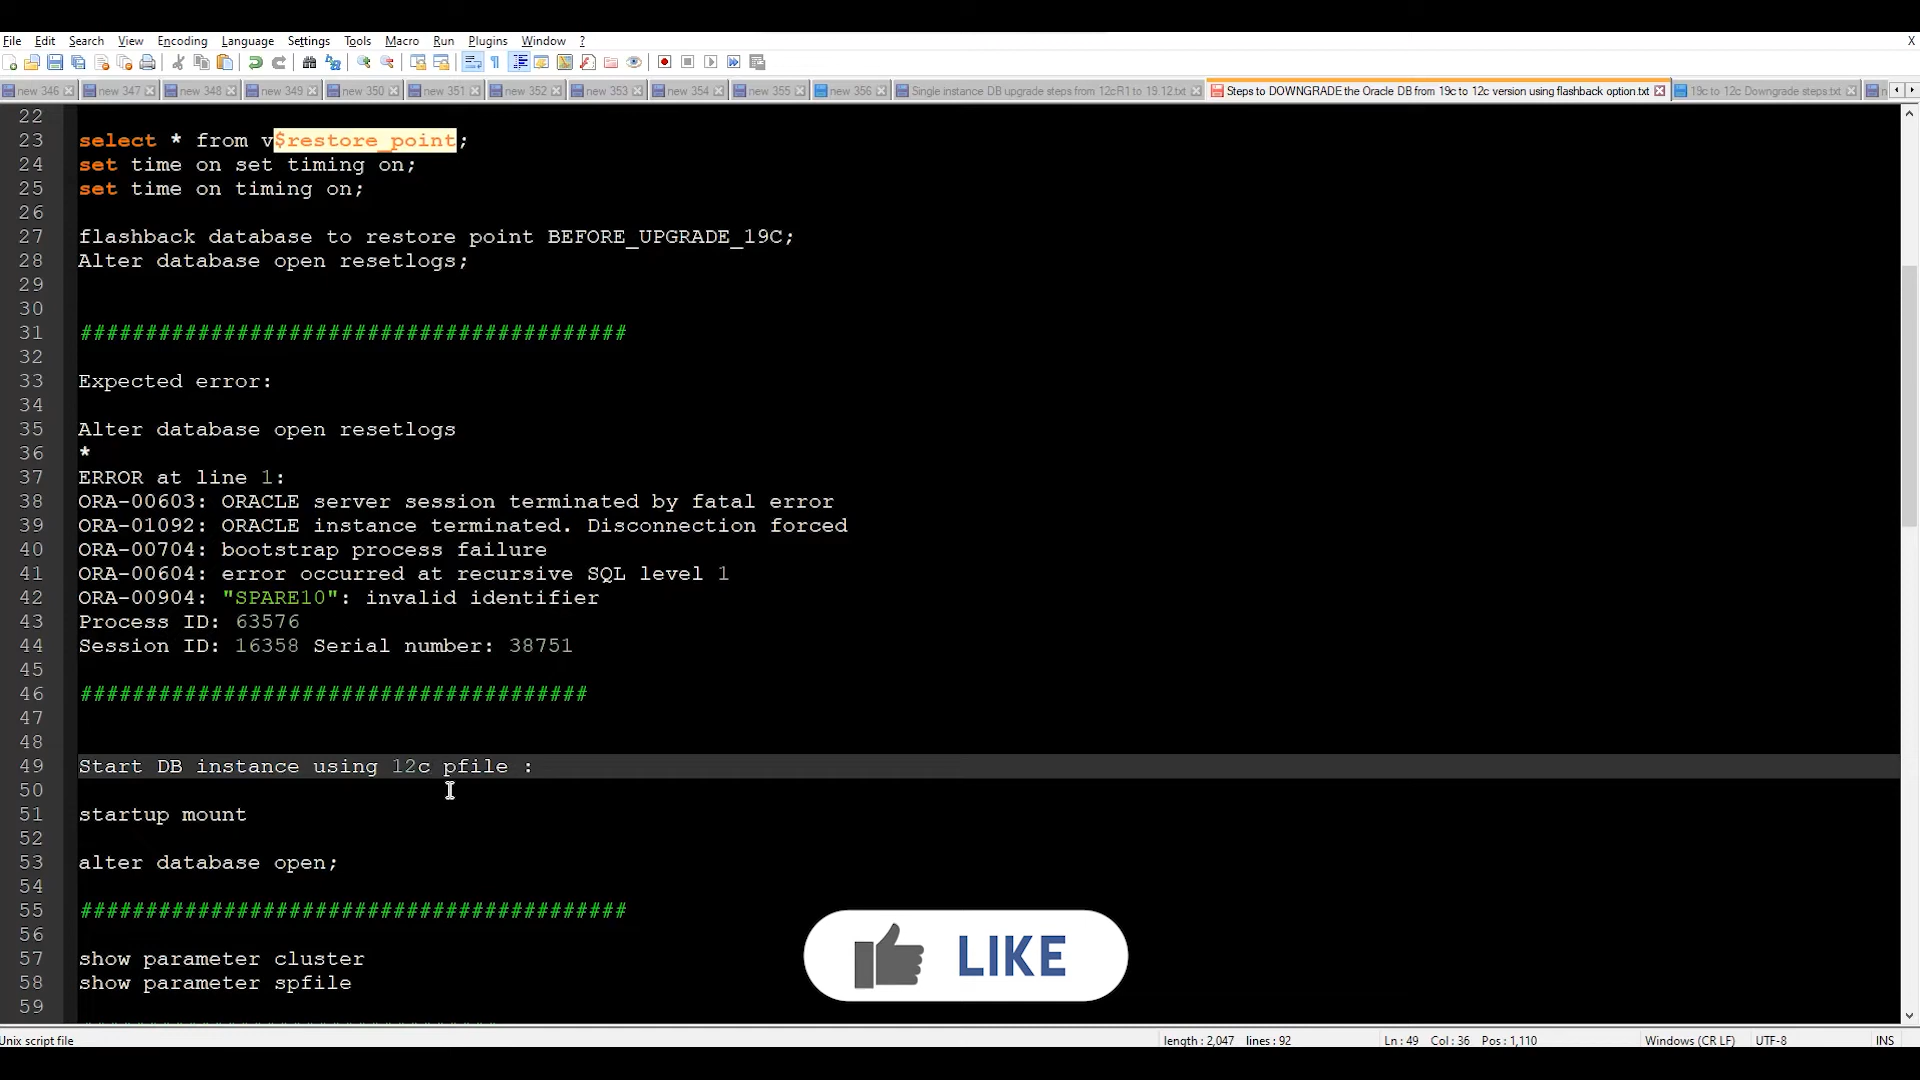 File Edit Search View Encoding Language Settings Tools Macro Run Plugins Window ? X
new 346 new 347 new 348 new 349 new 350 new 351 new 352 new 353 new 354 new 355 new 356 Single instance DB upgrade steps from 12cR1 to 19.12.txt Steps to DOWNGRADE the Oracle DB from 19c to 12c version using flashback option.txt 19c to 12c Downgrade steps.txt
22
23 select * from v$restore_point;
24 set time on set timing on;
25 set time on timing on;
26
27 flashback database to restore point BEFORE_UPGRADE_19C;
28 Alter database open resetlogs;
29
30
31 ##########################################
32
33 Expected error:
34
35 Alter database open resetlogs
36 *
37 ERROR at line 1:
38 ORA-00603: ORACLE server session terminated by fatal error
39 ORA-01092: ORACLE instance terminated. Disconnection forced
40 ORA-00704: bootstrap process failure
41 ORA-00604: error occurred at recursive SQL level 1
42 ORA-00904: "SPARE10": invalid identifier
43 Process ID: 63576
44 Session ID: 16358 Serial number: 38751
45
46 #######################################
47
48
49 Start DB instance using 12c pfile :
50
51 startup mount
52
53 alter database open;
54
55 ##########################################
56
57 show parameter cluster
58 show parameter spfile
59
LIKE
Unix script file length : 2,047 lines : 92 Ln : 49 Col : 36 Pos : 1,110 Windows (CR LF) UTF-8 INS